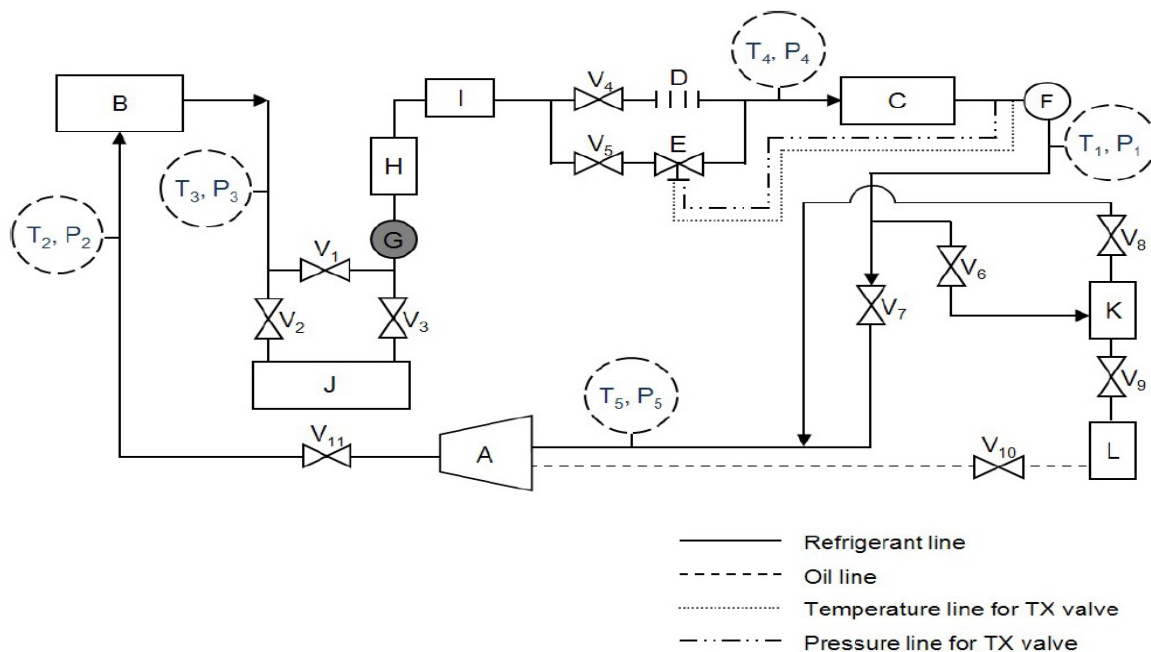 T4, P4
B
I
V4
D
C
F
V5
E
H
T1, P1
T3, P3
T2, P2
G
V8
V1
V6
K
V2
V3
V7
J
T5, P5
V9
V11
A
V10
L
Refrigerant line
Oil line
Temperature line for TX valve
Pressure line for TX valve